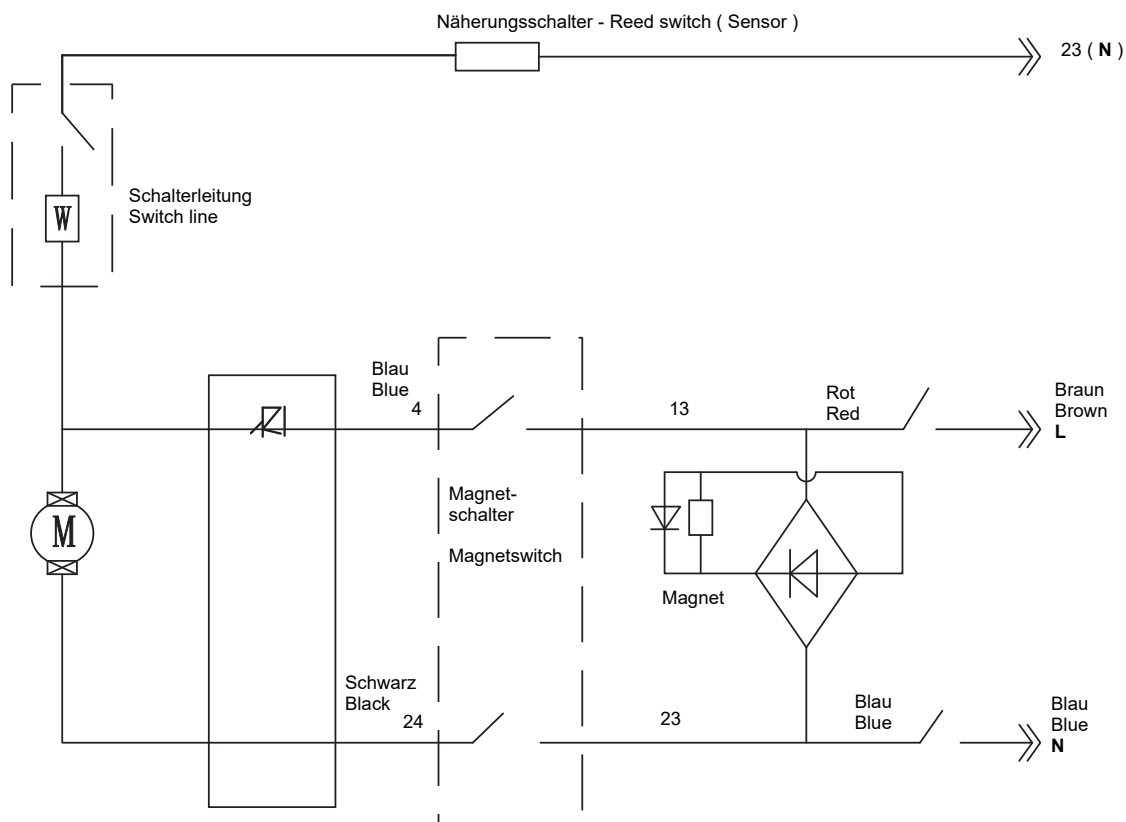 Näherungsschalter - Reed switch ( Sensor )
23 ( N )
Schalterleitung
Switch line
W
Blau
Blue
4
13
Rot
Red
Braun
Brown
L
M
Magnet-
schalter
Magnetswitch
Magnet
Schwarz
Black
24
23
Blau
Blue
Blau
Blue
N